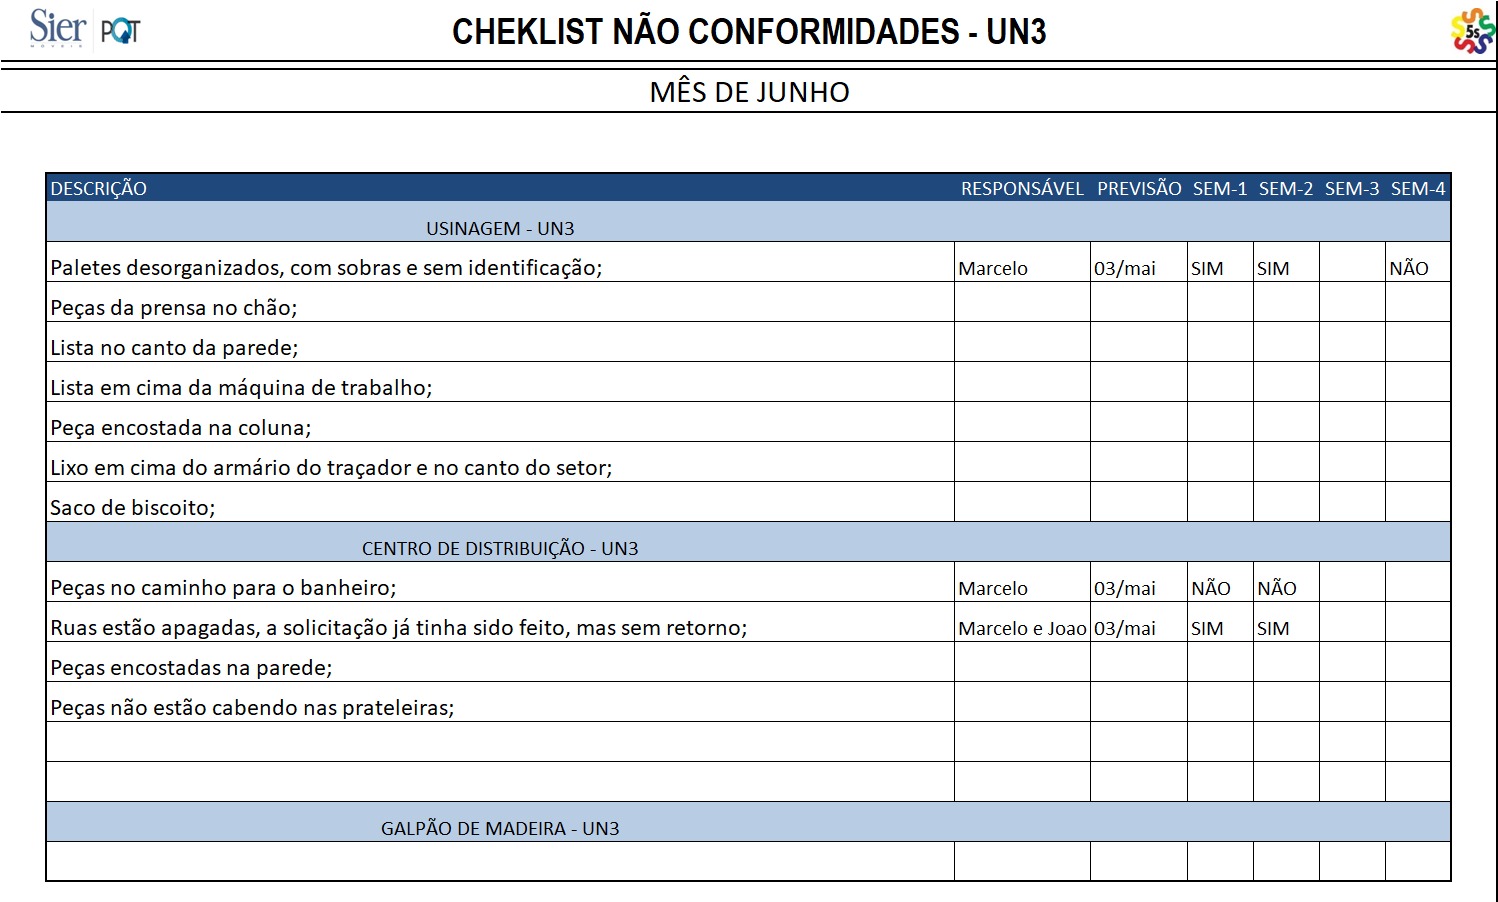 Sier PQT
MÓVEIS
CHEKLIST NÃO CONFORMIDADES - UN3
5s
MÊS DE JUNHO
DESCRIÇÃO RESPONSÁVEL PREVISÃO SEM-1 SEM-2 SEM-3 SEM-4
USINAGEM - UN3
Paletes desorganizados, com sobras e sem identificação; Marcelo 03/mai SIM SIM NÃO
Peças da prensa no chão;
Lista no canto da parede;
Lista em cima da máquina de trabalho;
Peça encostada na coluna;
Lixo em cima do armário do traçador e no canto do setor;
Saco de biscoito;
CENTRO DE DISTRIBUIÇÃO - UN3
Peças no caminho para o banheiro; Marcelo 03/mai NÃO NÃO
Ruas estão apagadas, a solicitação já tinha sido feito, mas sem retorno; Marcelo e Joao 03/mai SIM SIM
Peças encostadas na parede;
Peças não estão cabendo nas prateleiras;
GALPÃO DE MADEIRA - UN3